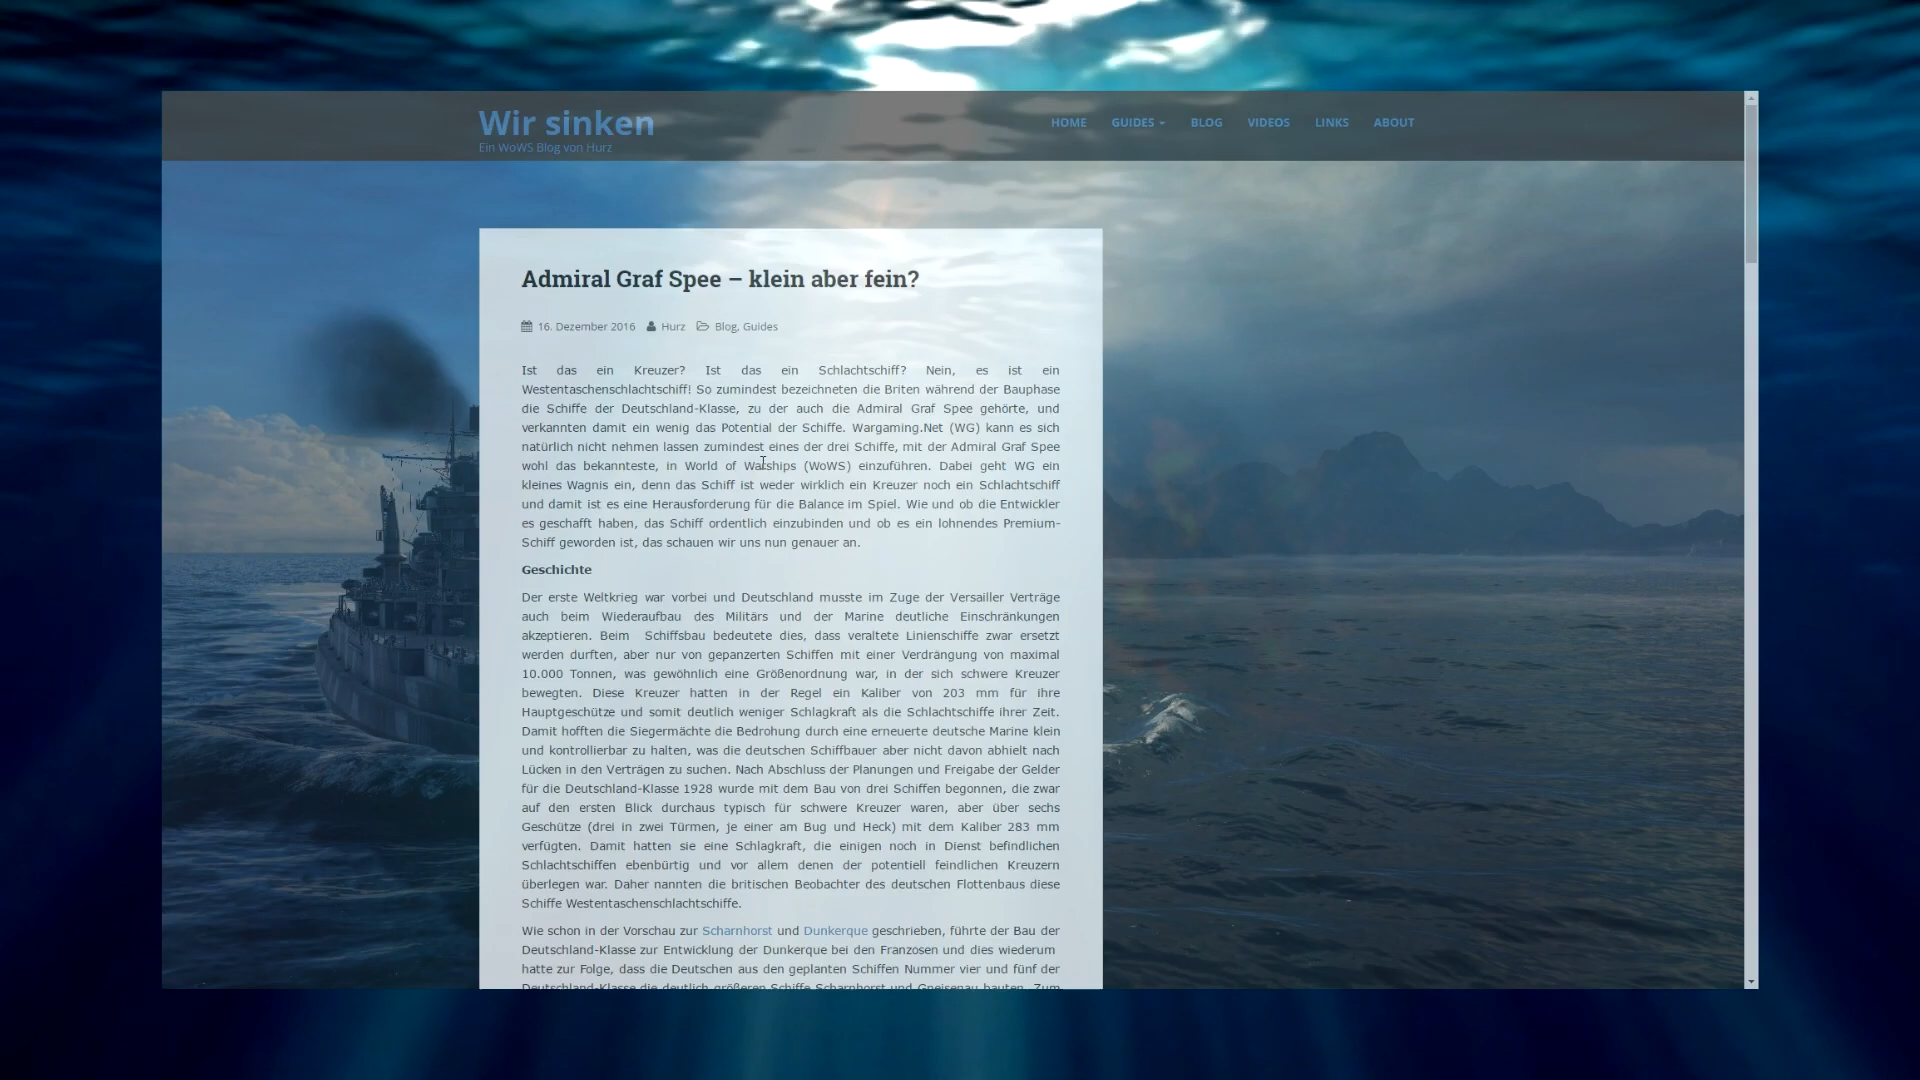 Wir sinken
Ein WoWS Blog von Hurz
HOME GUIDES BLOG VIDEOS LINKS ABOUT
Admiral Graf Spee – klein aber fein?
16. Dezember 2016 Hurz Blog, Guides
Ist das ein Kreuzer? Ist das ein Schlachtschiff? Nein, es ist ein
Westentaschenschlachtschiff! So zumindest bezeichneten die Briten während der Bauphase
die Schiffe der Deutschland-Klasse, zu der auch die Admiral Graf Spee gehörte, und
verkannten damit ein wenig das Potential der Schiffe. Wargaming.Net (WG) kann es sich
natürlich nicht nehmen lassen zumindest eines der drei Schiffe, mit der Admiral Graf Spee
wohl das bekannteste, in World of Warships (WoWS) einzuführen. Dabei geht WG ein
kleines Wagnis ein, denn das Schiff ist weder wirklich ein Kreuzer noch ein Schlachtschiff
und damit ist es eine Herausforderung für die Balance im Spiel. Wie und ob die Entwickler
es geschafft haben, das Schiff ordentlich einzubinden und ob es ein lohnendes Premium-
Schiff geworden ist, das schauen wir uns nun genauer an.
Geschichte
Der erste Weltkrieg war vorbei und Deutschland musste im Zuge der Versailler Verträge
auch beim Wiederaufbau des Militärs und der Marine deutliche Einschränkungen
akzeptieren. Beim Schiffsbau bedeutete dies, dass veraltete Linienschiffe zwar ersetzt
werden durften, aber nur von gepanzerten Schiffen mit einer Verdrängung von maximal
10.000 Tonnen, was gewöhnlich eine Größenordnung war, in der sich schwere Kreuzer
bewegten. Diese Kreuzer hatten in der Regel ein Kaliber von 203 mm für ihre
Hauptgeschütze und somit deutlich weniger Schlagkraft als die Schlachtschiffe ihrer Zeit.
Damit hofften die Siegermächte die Bedrohung durch eine erneuerte deutsche Marine klein
und kontrollierbar zu halten, was die deutschen Schiffbauer aber nicht davon abhielt nach
Lücken in den Verträgen zu suchen. Nach Abschluss der Planungen und Freigabe der Gelder
für die Deutschland-Klasse 1928 wurde mit dem Bau von drei Schiffen begonnen, die zwar
auf den ersten Blick durchaus typisch für schwere Kreuzer waren, aber über sechs
Geschütze (drei in zwei Türmen, je einer am Bug und Heck) mit dem Kaliber 283 mm
verfügten. Damit hatten sie eine Schlagkraft, die einigen noch in Dienst befindlichen
Schlachtschiffen ebenbürtig und vor allem denen der potentiell feindlichen Kreuzern
überlegen war. Daher nannten die britischen Beobachter des deutschen Flottenbaus diese
Schiffe Westentaschenschlachtschiffe.
Wie schon in der Vorschau zur Scharnhorst und Dunkerque geschrieben, führte der Bau der
Deutschland-Klasse zur Entwicklung der Dunkerque bei den Franzosen und dies wiederum
hatte zur Folge, dass die Deutschen aus den geplanten Schiffen Nummer vier und fünf der
Deutschland-Klasse die deutlich größeren Schiffe Scharnhorst und Gneisenau bauten. Zum